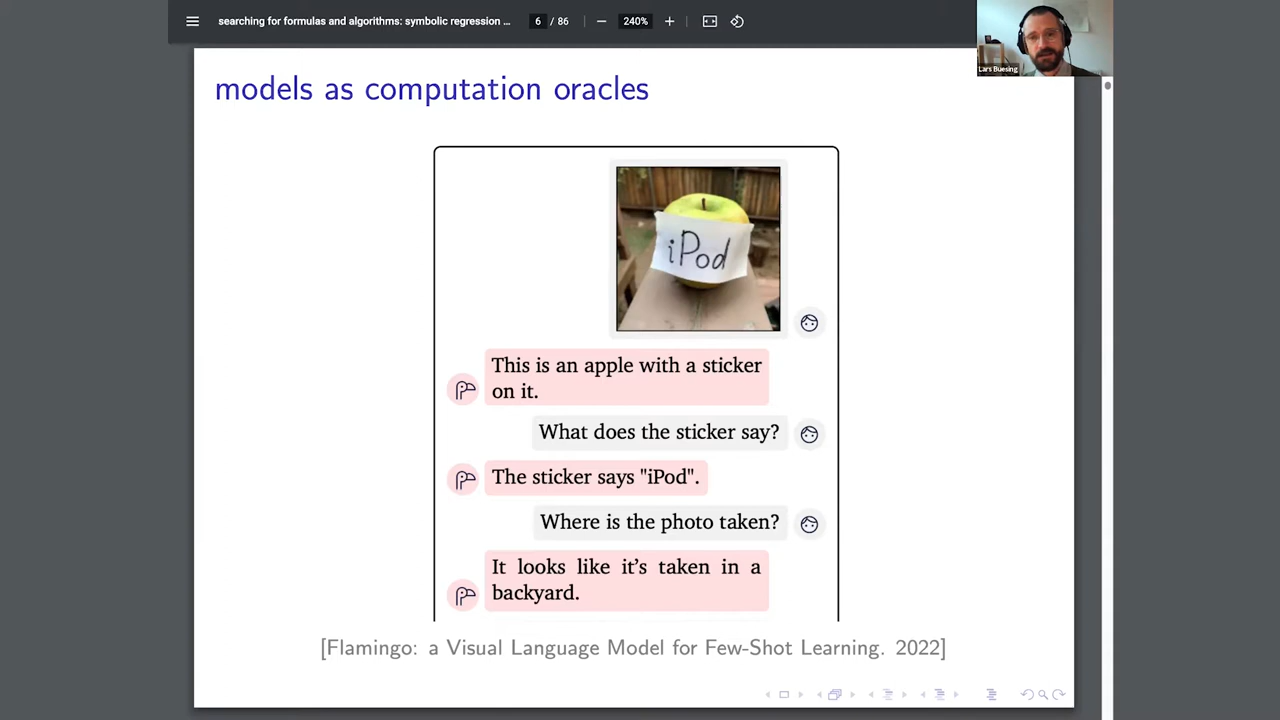 searching for formulas and algorithms: symbolic regression ...
6 / 86
240%
Lars Buesing
models as computation oracles
iPod
This is an apple with a sticker
on it.
What does the sticker say?
The sticker says "iPod".
Where is the photo taken?
It looks like it's taken in a
backyard.
[Flamingo: a Visual Language Model for Few-Shot Learning. 2022]